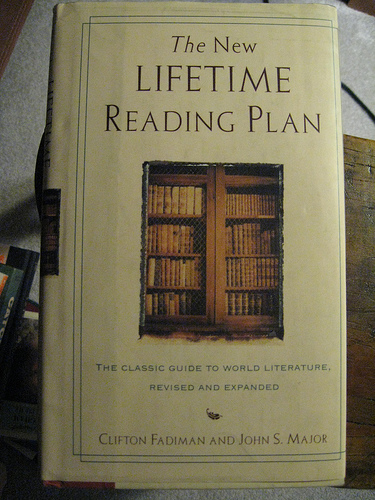 The New
LIFETIME
READING PLAN
THE CLASSIC GUIDE TO WORLD LITERATURE,
REVISED AND EXPANDED
CLIFTON FADIMAN AND JOHN S. MAJOR